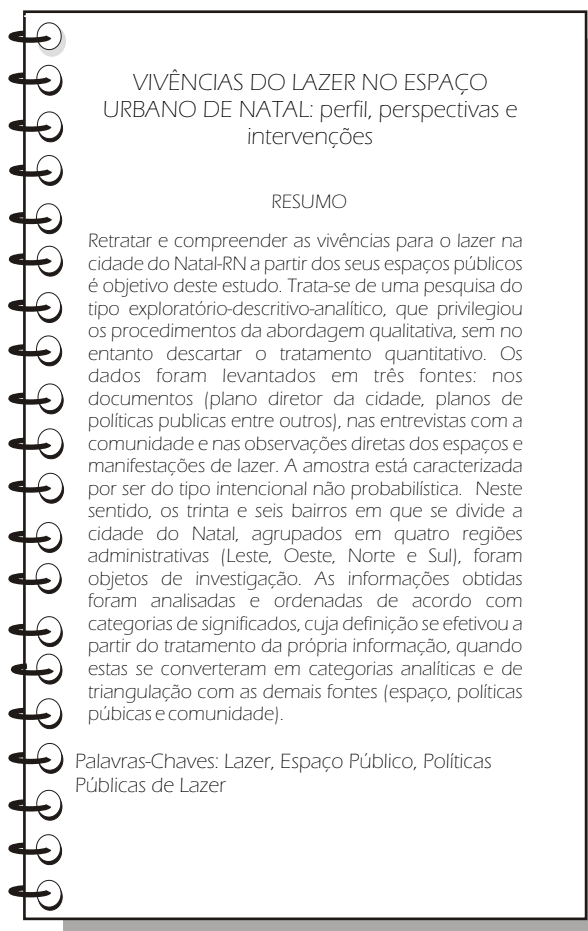 VIVÊNCIAS DO LAZER NO ESPAÇO
URBANO DE NATAL: perfil, perspectivas e
intervenções
RESUMO
Retratar e compreender as vivências para o lazer na
cidade do Natal-RN a partir dos seus espaços públicos
é objetivo deste estudo. Trata-se de uma pesquisa do
tipo exploratório-descritivo-analítico, que privilegiou
os procedimentos da abordagem qualitativa, sem no
entanto descartar o tratamento quantitativo. Os
dados foram levantados em três fontes: nos
documentos (plano diretor da cidade, planos de
políticas publicas entre outros), nas entrevistas com a
comunidade e nas observações diretas dos espaços e
manifestações de lazer. A amostra está caracterizada
por ser do tipo intencional não probabilística. Neste
sentido, os trinta e seis bairros em que se divide a
cidade do Natal, agrupados em quatro regiões
administrativas (Leste, Oeste, Norte e Sul), foram
objetos de investigação. As informações obtidas
foram analisadas e ordenadas de acordo com
categorias de significados, cuja definição se efetivou a
partir do tratamento da própria informação, quando
estas se converteram em categorias analíticas e de
triangulação com as demais fontes (espaço, políticas
púbicas e comunidade).
Palavras-Chaves: Lazer, Espaço Público, Políticas
Públicas de Lazer